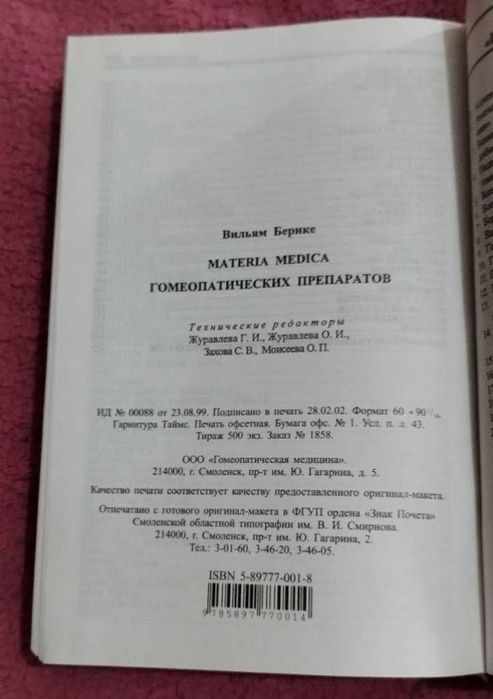 Вильям Берике
MATERIA MEDICA
ГОМЕОПАТИЧЕСКИХ ПРЕПАРАТОВ
Технические редакторы
Журавлева Г. И., Журавлева О. И.,
Захова С. В., Моисеева О. П.
ИД № 00088 от 23.08.99. Подписано в печать 28.02.02. Формат 60 × 90 1/16
Гарнитура Таймс. Печать офсетная. Бумага офс. № 1. Усл. п. л. 43.
Тираж 500 экз. Заказ № 1858.
ООО «Гомеопатическая медицина».
214000, г. Смоленск, пр-т им. Ю. Гагарина, д. 5.
Качество печати соответствует качеству предоставленного оригинал-макета.
Отпечатано с готового оригинал-макета в ФГУП ордена «Знак Почета»
Смоленской областной типографии им. В. И. Смирнова.
214000, г. Смоленск, пр-т им. Ю. Гагарина, 2.
Тел.: 3-01-60, 3-46-20, 3-46-05.
ISBN 5-89777-001-8
9785897770014